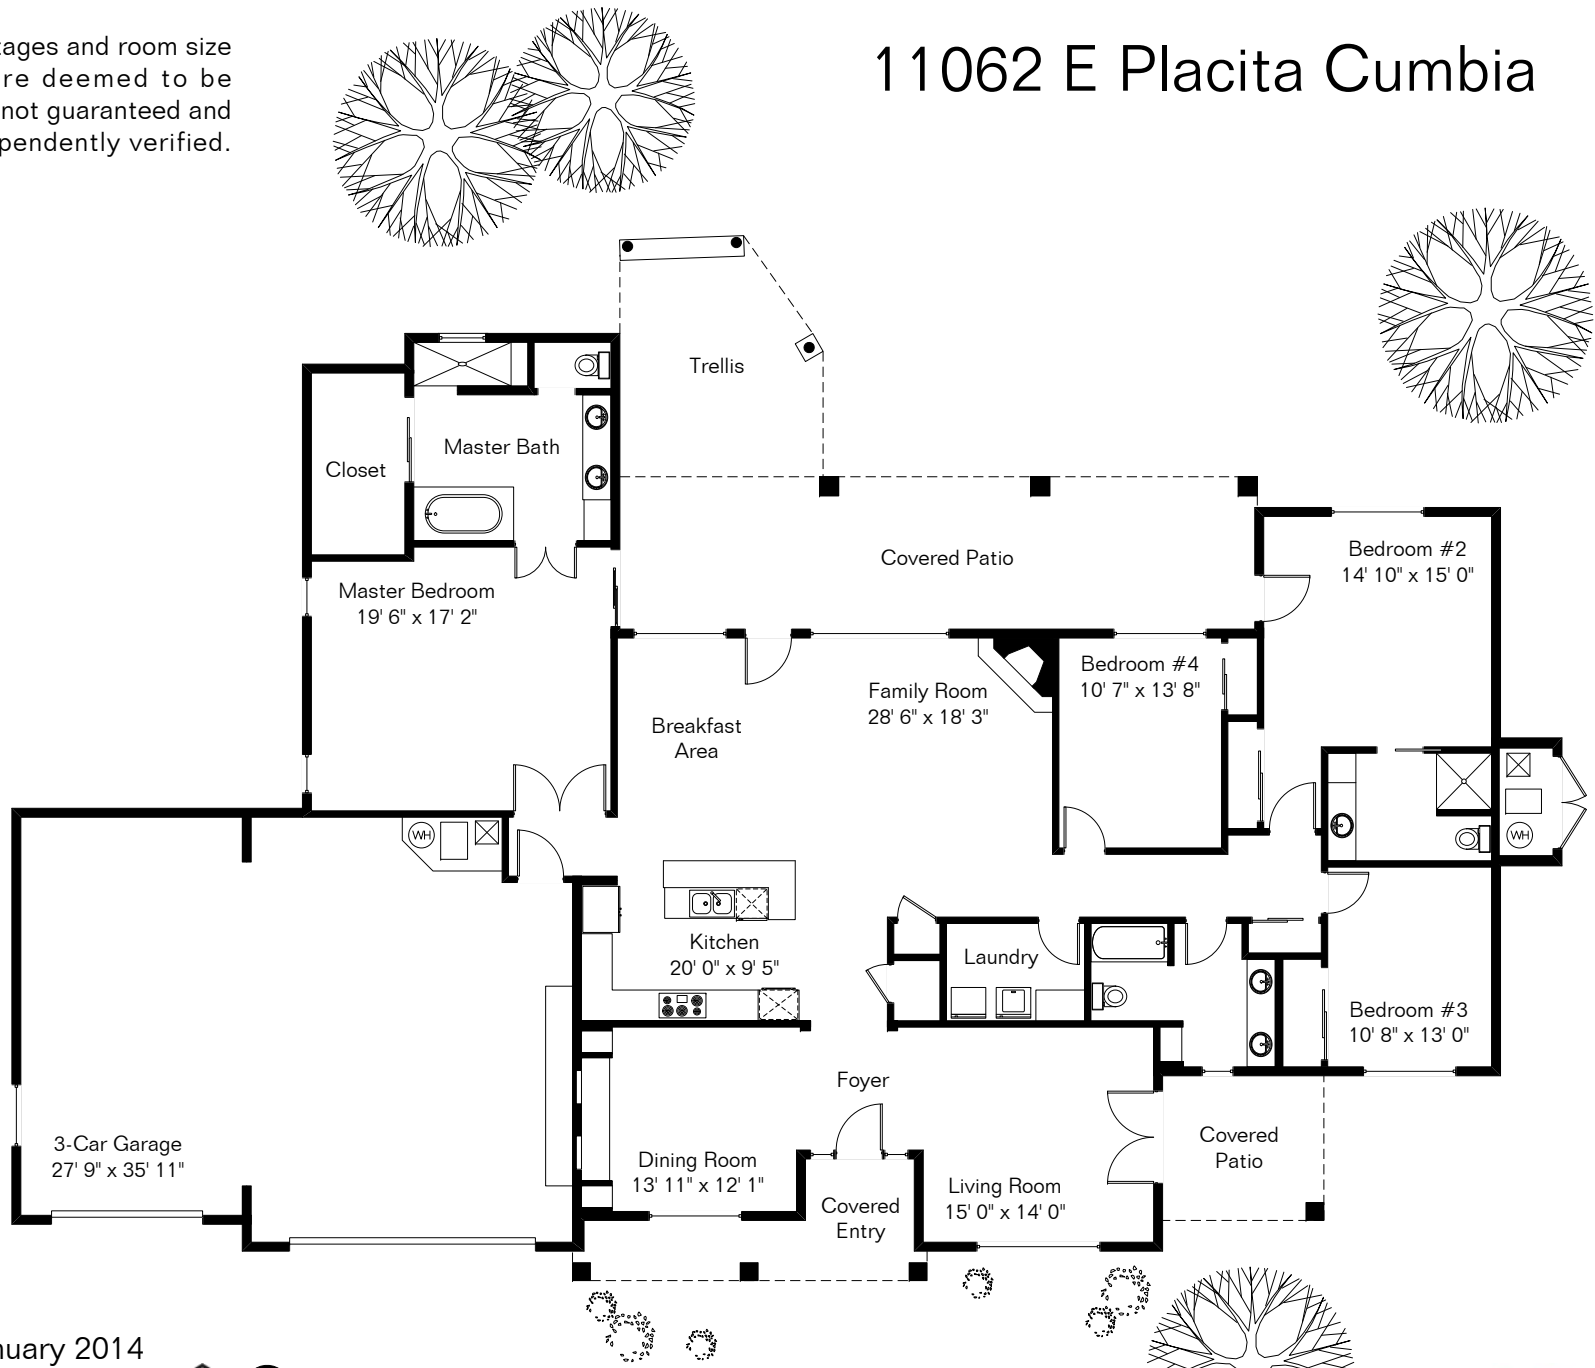 11062 E Placita Cumbia
and room size
deemed to be
not guaranteed and
verified.
Trellis
Master Bath
Closet
Covered Patio
Bedroom #2
14' 10" x 15' 0"
Master Bedroom
19' 6" x 17' 2"
Bedroom #4
10' 7" x 13' 8"
Family Room
28' 6" x 18' 3"
Breakfast
Area
WH
WH
Kitchen
20' 0" x 9' 5"
Laundry
Bedroom #3
10' 8" x 13' 0"
Foyer
3-Car Garage
27' 9" x 35' 11"
Dining Room
13' 11" x 12' 1"
Covered
Patio
Living Room
15' 0" x 14' 0"
Covered
Entry
2014